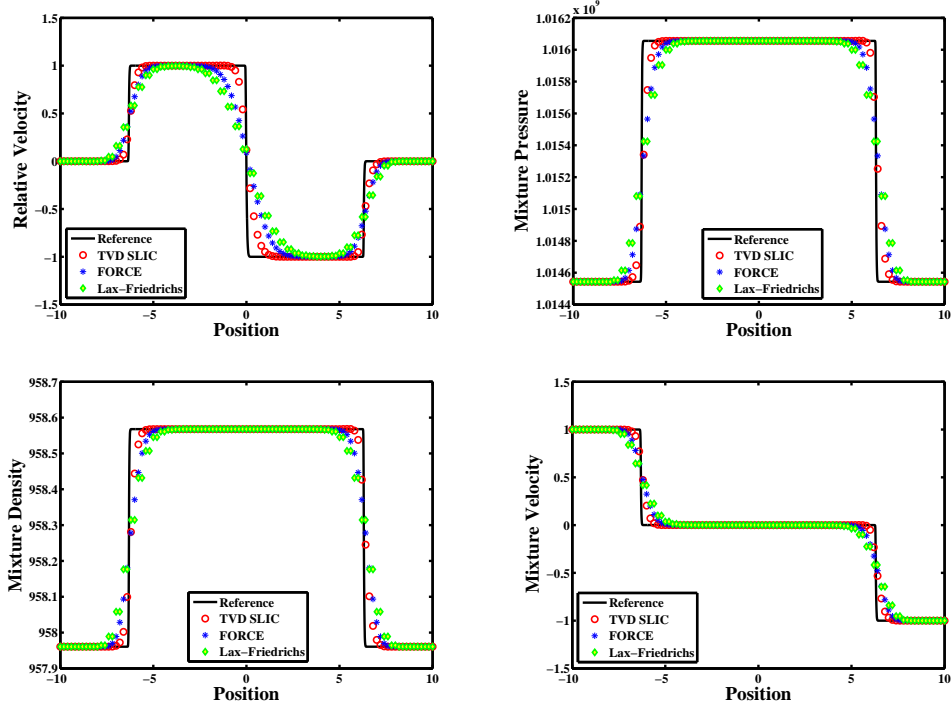 1.5
1
0.5
0
−0.5
−1
−1.5
Relative Velocity
Reference
TVD SLIC
FORCE
Lax−Friedrichs
−10
−5
0
5
10
Position
x 10^9
1.0162
1.016
1.0158
1.0156
1.0154
1.0152
1.015
1.0148
1.0146
1.0144
Mixture Pressure
Reference
TVD SLIC
FORCE
Lax−Friedrichs
−10
−5
0
5
10
Position
958.7
958.6
958.5
958.4
958.3
958.2
958.1
958
957.9
Mixture Density
Reference
TVD SLIC
FORCE
Lax−Friedrichs
−10
−5
0
5
10
Position
1.5
1
0.5
0
−0.5
−1
−1.5
Mixture Velocity
Reference
TVD SLIC
FORCE
Lax−Friedrichs
−10
−5
0
5
10
Position